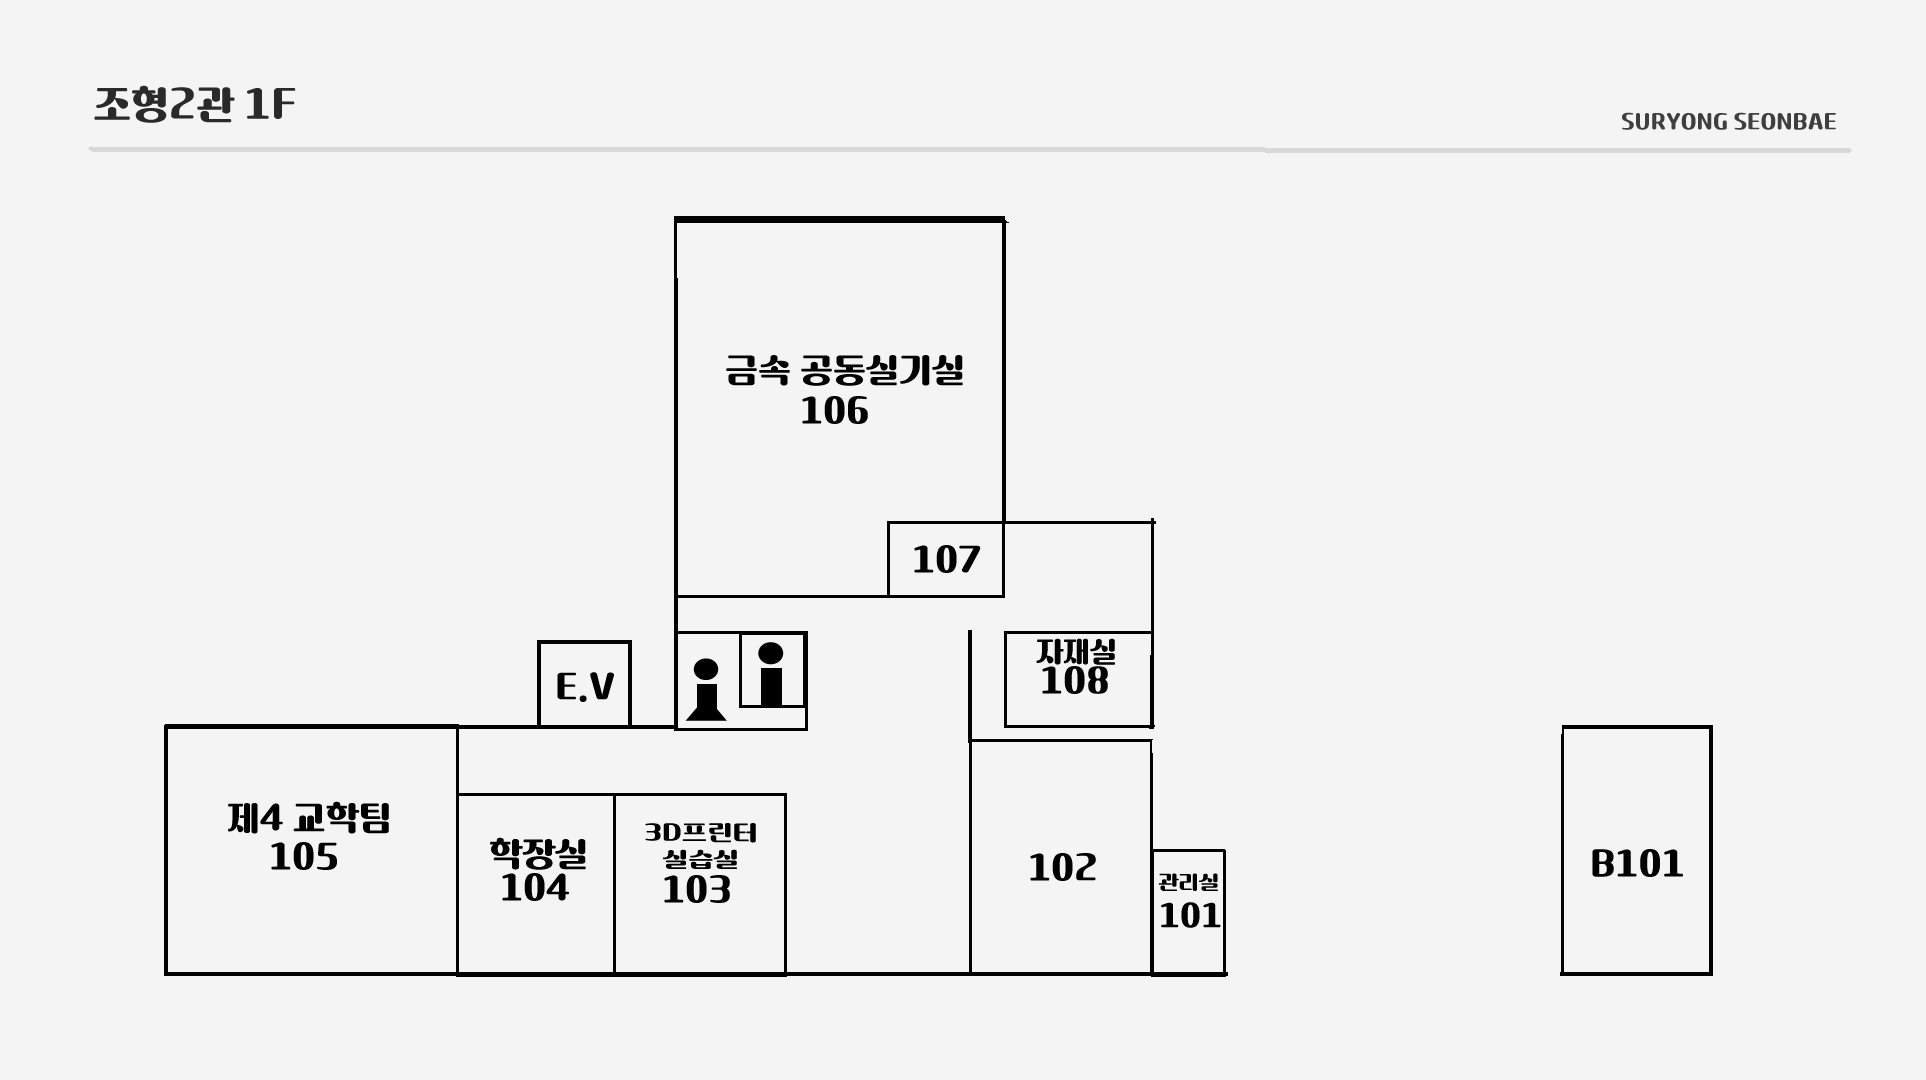 조형2관 1F
SURYONG SEONBAE
금속 공동실기실
106
107
자재실
108
E.V
제4 교학팀
105
학장실
104
3D프린터
실습실
103
102
관리실
101
B101